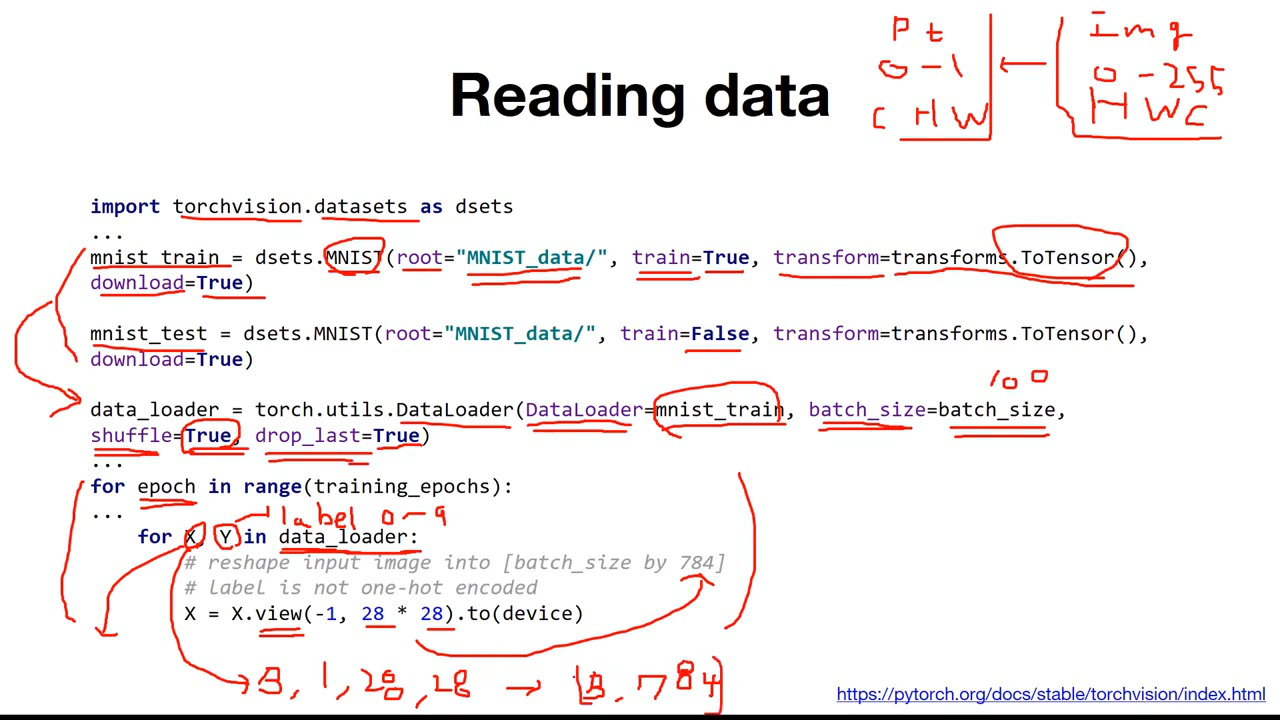 Pt
0-1
C H W
←
Img
0-255
H W C
Reading data
import torchvision.datasets as dsets
...
mnist_train = dsets.MNIST(root="MNIST_data/", train=True, transform=transforms.ToTensor(),
download=True)
mnist_test = dsets.MNIST(root="MNIST_data/", train=False, transform=transforms.ToTensor(),
download=True)
100
data_loader = torch.utils.DataLoader(DataLoader=mnist_train, batch_size=batch_size,
shuffle=True, drop_last=True)
...
for epoch in range(training_epochs):
...
label 0-9
for X, Y in data_loader:
# reshape input image into [batch_size by 784]
# label is not one-hot encoded
X = X.view(-1, 28 * 28).to(device)
B, 1, 28, 28 → [B, 784]
https://pytorch.org/docs/stable/torchvision/index.html